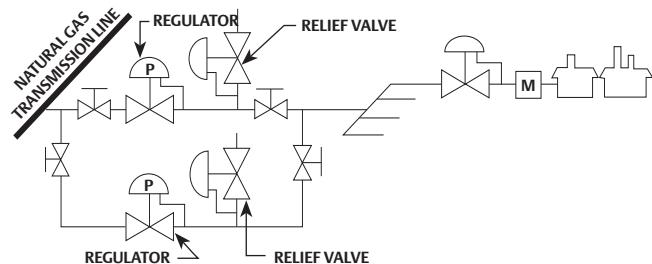 NATURAL GAS
TRANSMISSION LINE
REGULATOR
RELIEF VALVE
P
M
P
REGULATOR
RELIEF VALVE